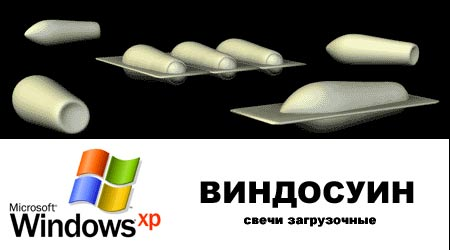 Microsoft®
Windows xp
ВИНДОСУИН
свечи загрузочные